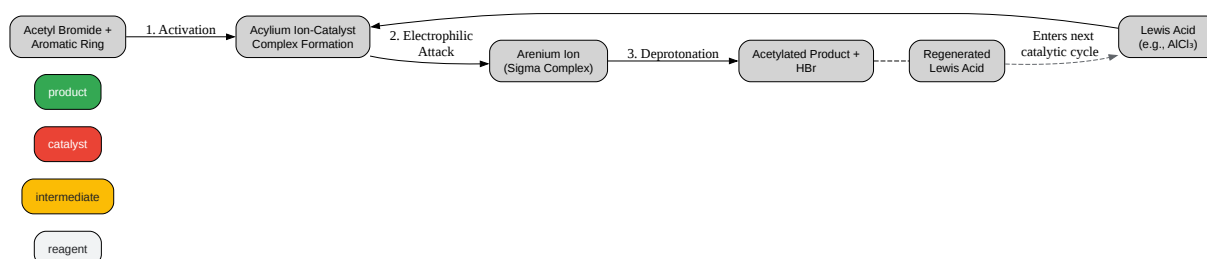 Acetyl Bromide +
Aromatic Ring
1. Activation
Acylium Ion-Catalyst
Complex Formation
2. Electrophilic
Attack
Arenium Ion
(Sigma Complex)
3. Deprotonation
Acetylated Product +
HBr
Regenerated
Lewis Acid
Enters next
catalytic cycle
Lewis Acid
(e.g., AlCl₃)
product
catalyst
intermediate
reagent